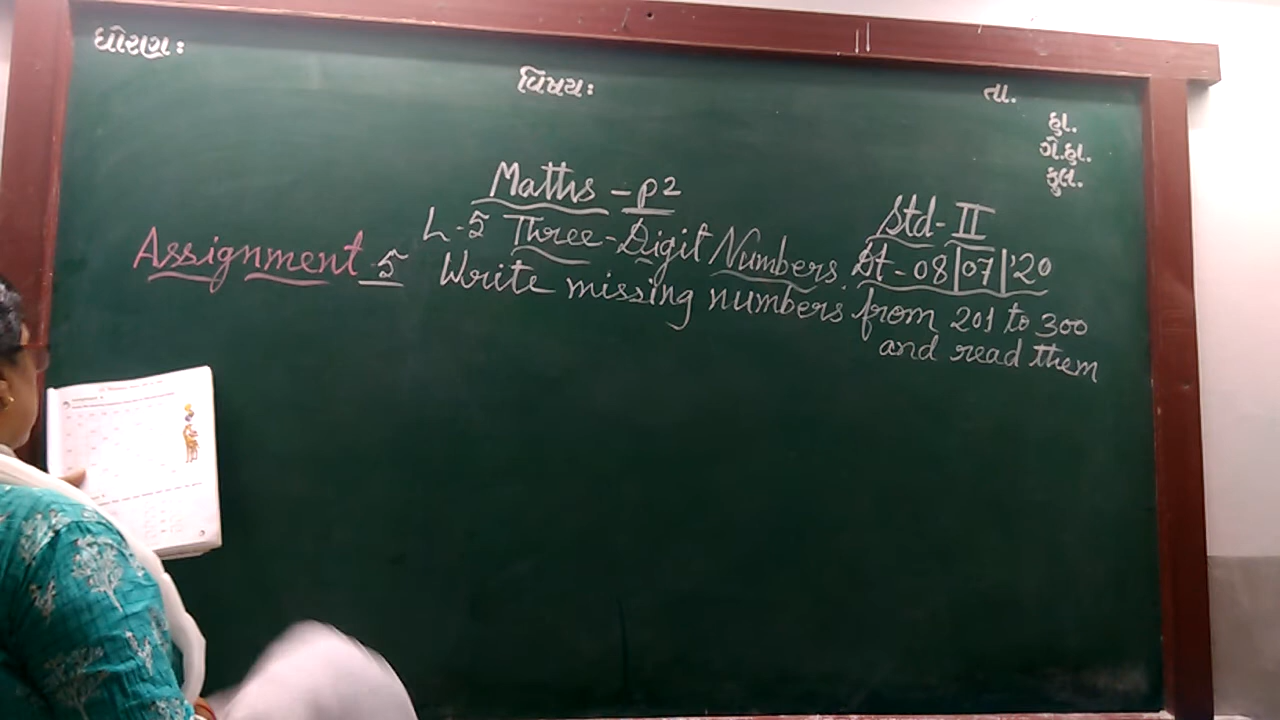 ધોરણ:
વિષય:
તા.
હા.
ગે.હા.
કુલ.
Maths - P2
Std - II
L-5 Three-Digit Numbers. Dt - 08|07|'20
Assignment 5 Write missing numbers from 201 to 300
and read them